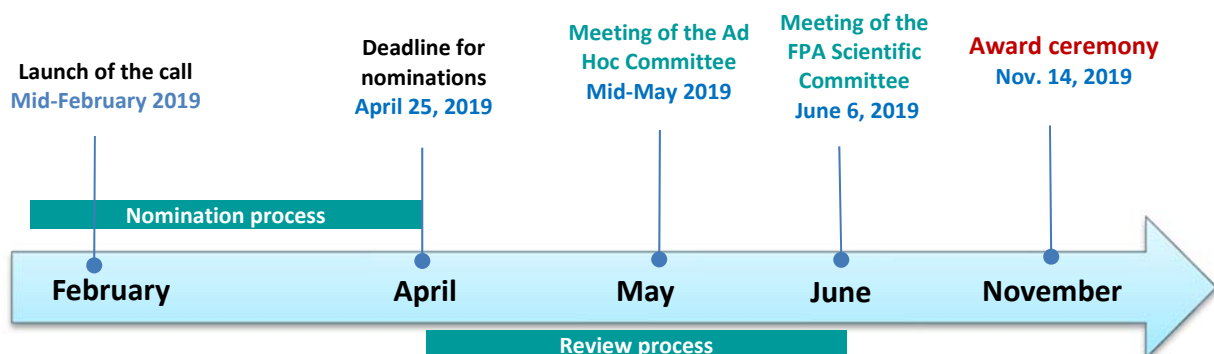 Launch of the call
Mid-February 2019
Deadline for
nominations
April 25, 2019
Meeting of the Ad
Hoc Committee
Mid-May 2019
Meeting of the
FPA Scientific
Committee
June 6, 2019
Award ceremony
Nov. 14, 2019
Nomination process
February
April
May
June
November
Review process